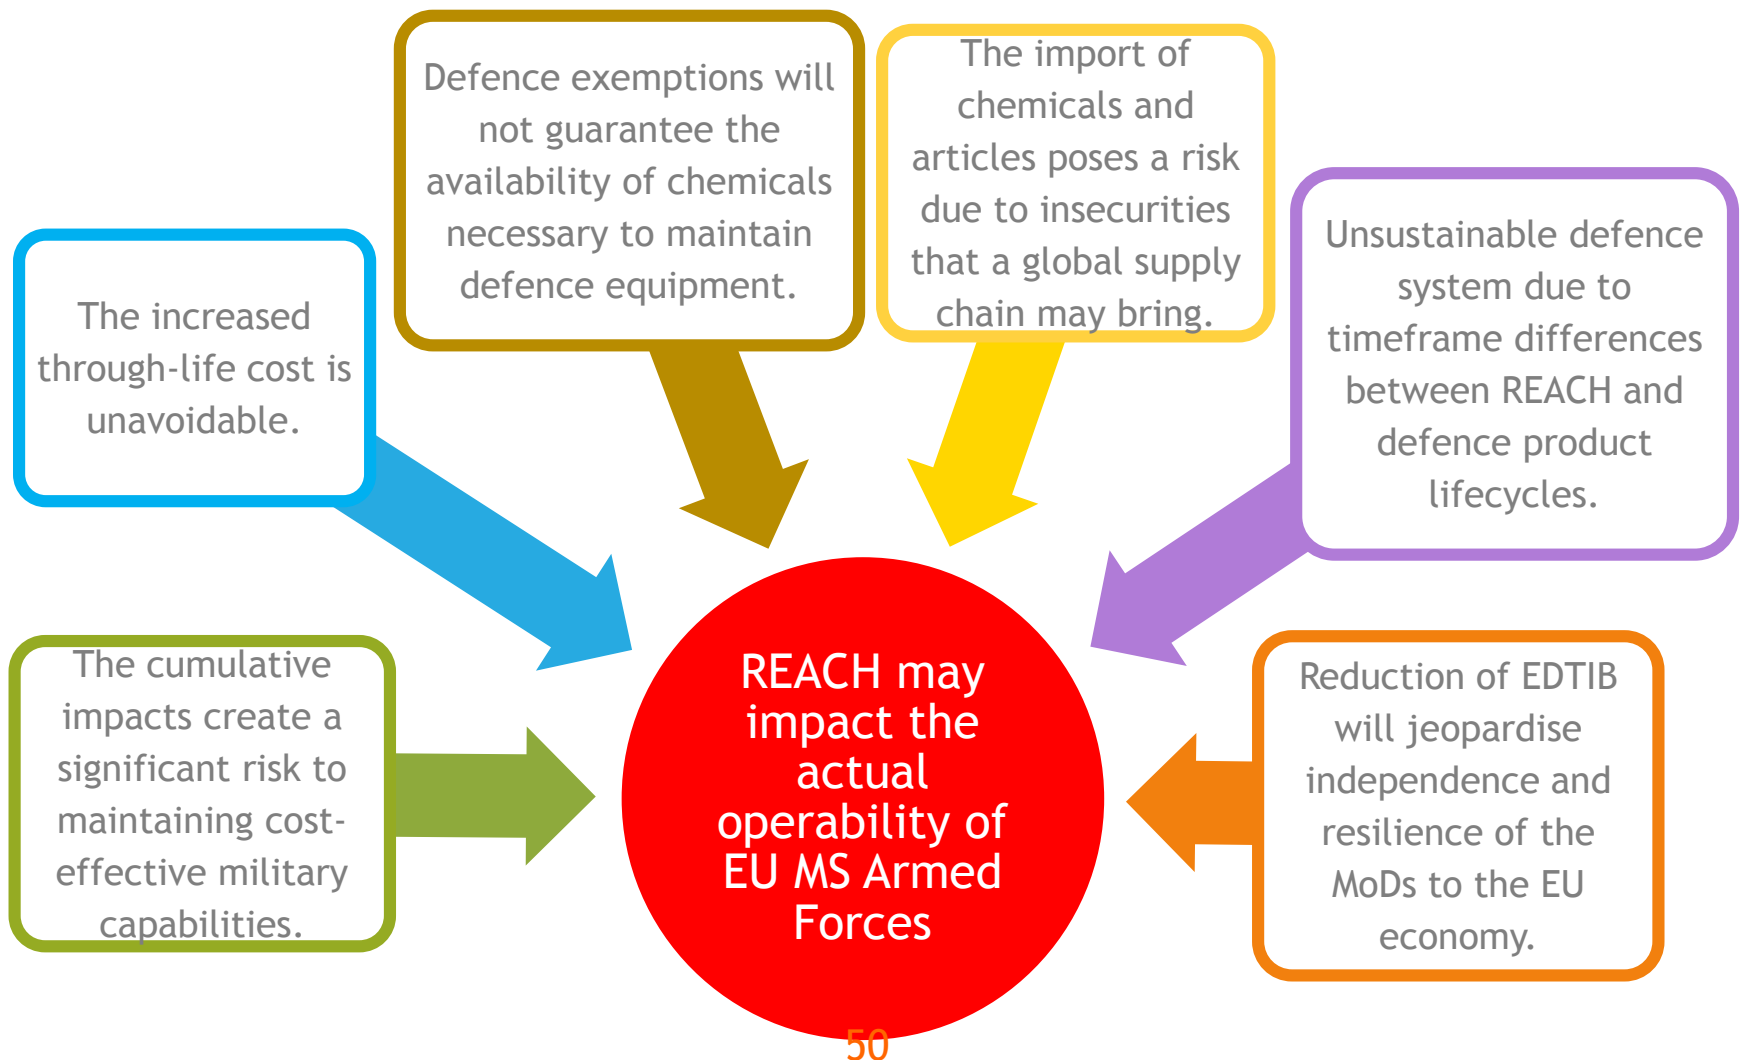 Defence exemptions will
not guarantee the
availability of chemicals
necessary to maintain
defence equipment.
The import of
chemicals and
articles poses a risk
due to insecurities
that a global supply
chain may bring.
Unsustainable defence
system due to
timeframe differences
between REACH and
defence product
lifecycles.
The increased
through-life cost is
unavoidable.
The cumulative
impacts create a
significant risk to
maintaining cost-
effective military
capabilities.
REACH may
impact the
actual
operability of
EU MS Armed
Forces
Reduction of EDTIB
will jeopardise
independence and
resilience of the
MoDs to the EU
economy.
50